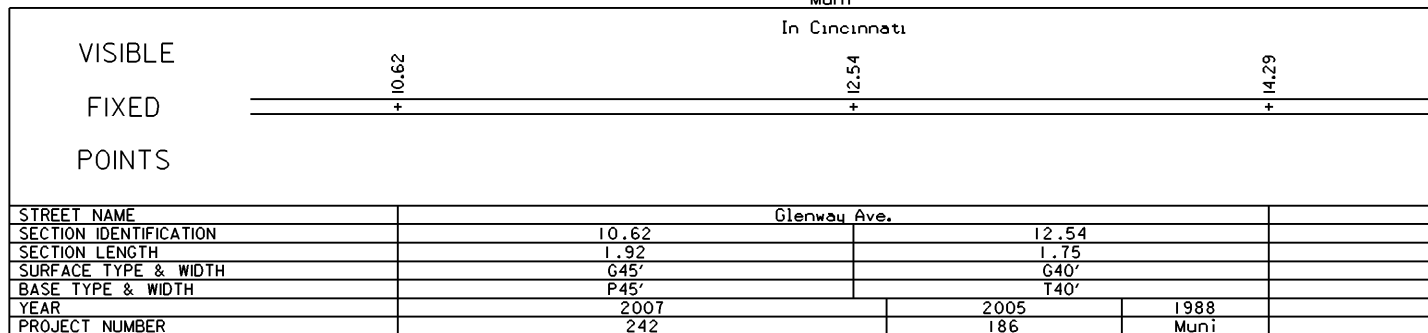 Muni
In Cincinnati
VISIBLE
FIXED
POINTS
10.62 12.54 14.29
STREET NAME Glenway Ave.
SECTION IDENTIFICATION 10.62 12.54
SECTION LENGTH 1.92 1.75
SURFACE TYPE & WIDTH G45' G40'
BASE TYPE & WIDTH P45' T40'
YEAR 2007 2005 1988
PROJECT NUMBER 242 186 Muni